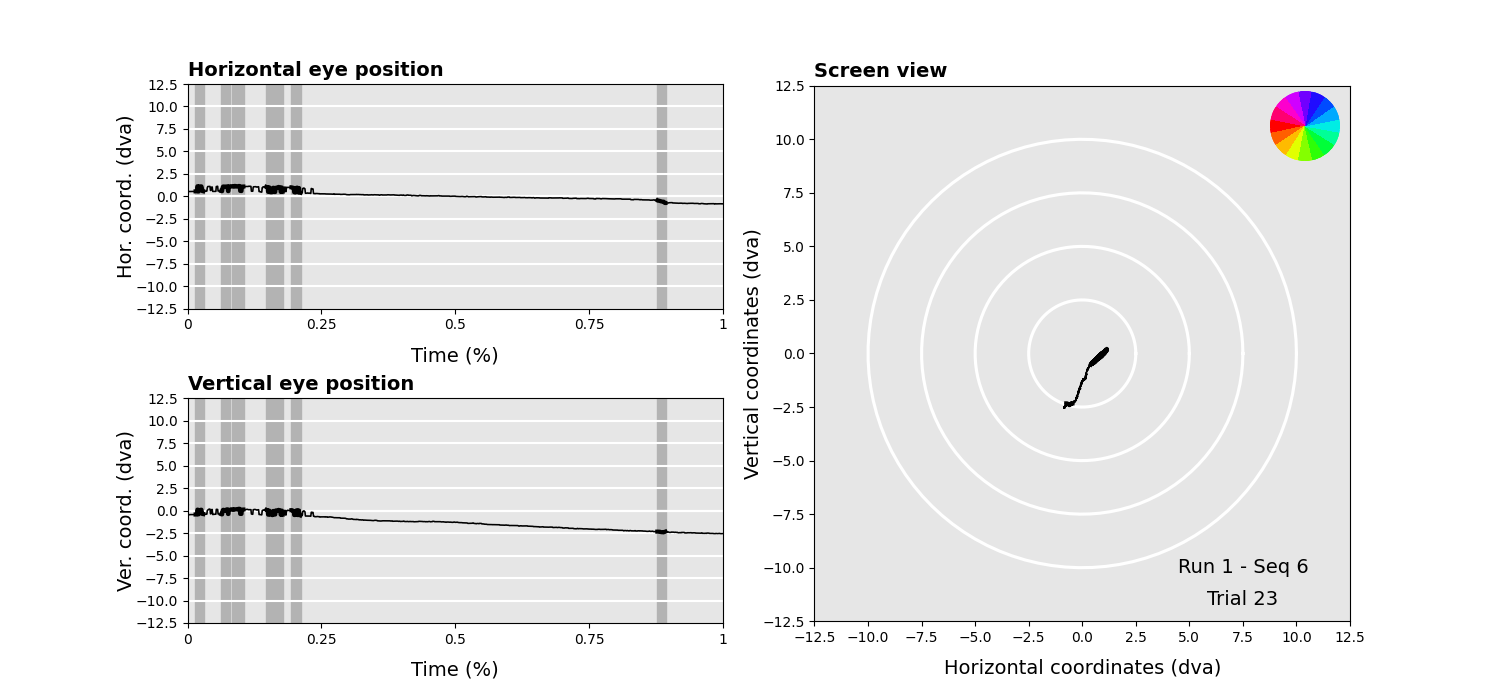 Horizontal eye position
Hor. coord. (dva)
12.5
10.0
7.5
5.0
2.5
0.0
−2.5
−5.0
−7.5
−10.0
−12.5
0 0.25 0.5 0.75 1
Time (%)
Vertical eye position
Ver. coord. (dva)
12.5
10.0
7.5
5.0
2.5
0.0
−2.5
−5.0
−7.5
−10.0
−12.5
0 0.25 0.5 0.75 1
Time (%)
Screen view
Vertical coordinates (dva)
12.5
10.0
7.5
5.0
2.5
0.0
−2.5
−5.0
−7.5
−10.0
−12.5
Run 1 - Seq 6
Trial 23
−12.5 −10.0 −7.5 −5.0 −2.5 0.0 2.5 5.0 7.5 10.0 12.5
Horizontal coordinates (dva)